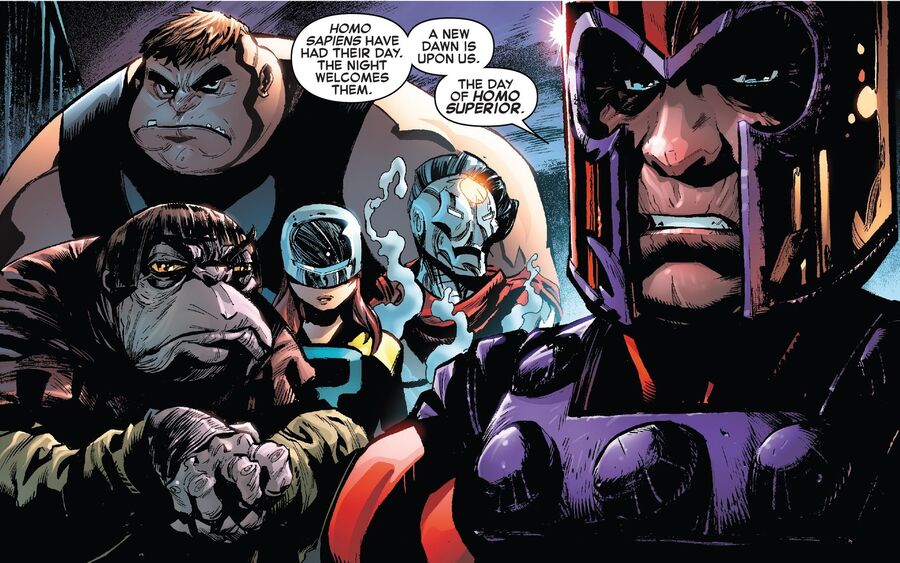 HOMO
SAPIENS HAVE
HAD THEIR DAY.
THE NIGHT
WELCOMES
THEM.
A NEW
DAWN IS
UPON US.
THE DAY
OF HOMO
SUPERIOR.